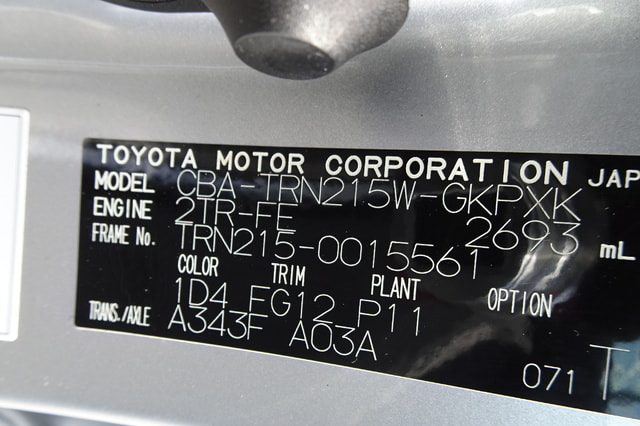 TOYOTA MOTOR CORPORATION JAP
MODEL CBA-TRN215W-GKPXK
ENGINE 2TR-FE 2693 mL
FRAME No. TRN215-0015561
COLOR TRIM PLANT OPTION
1D4 FG12 P11
TRANS./AXLE A343F A03A
071 T